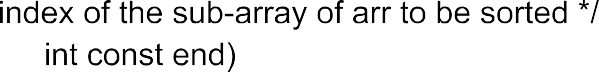 index of the sub-array of arr to be sorted */
int const end)